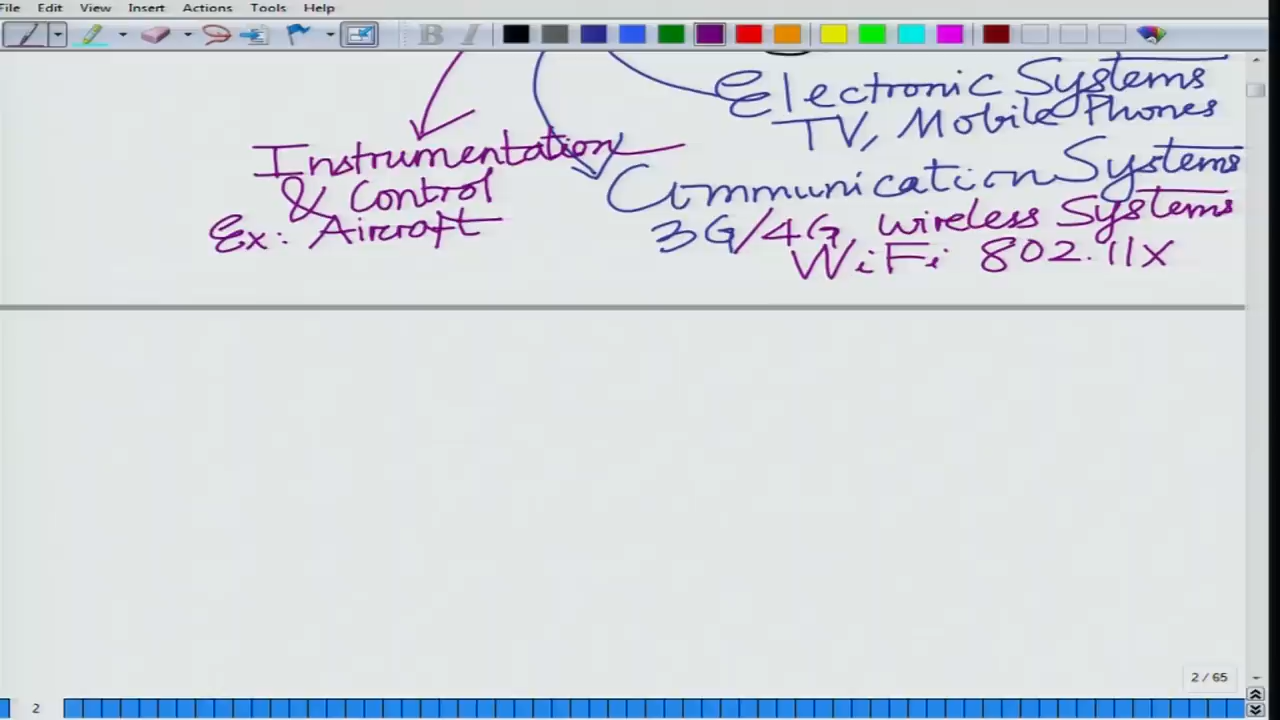 File Edit View Insert Actions Tools Help
B I
Electronic Systems
TV, Mobile Phones
Instrumentation
& Control
Ex: Aircraft
Communication Systems
3G/4G wireless Systems
WiFi 802.11x
2 / 65
2